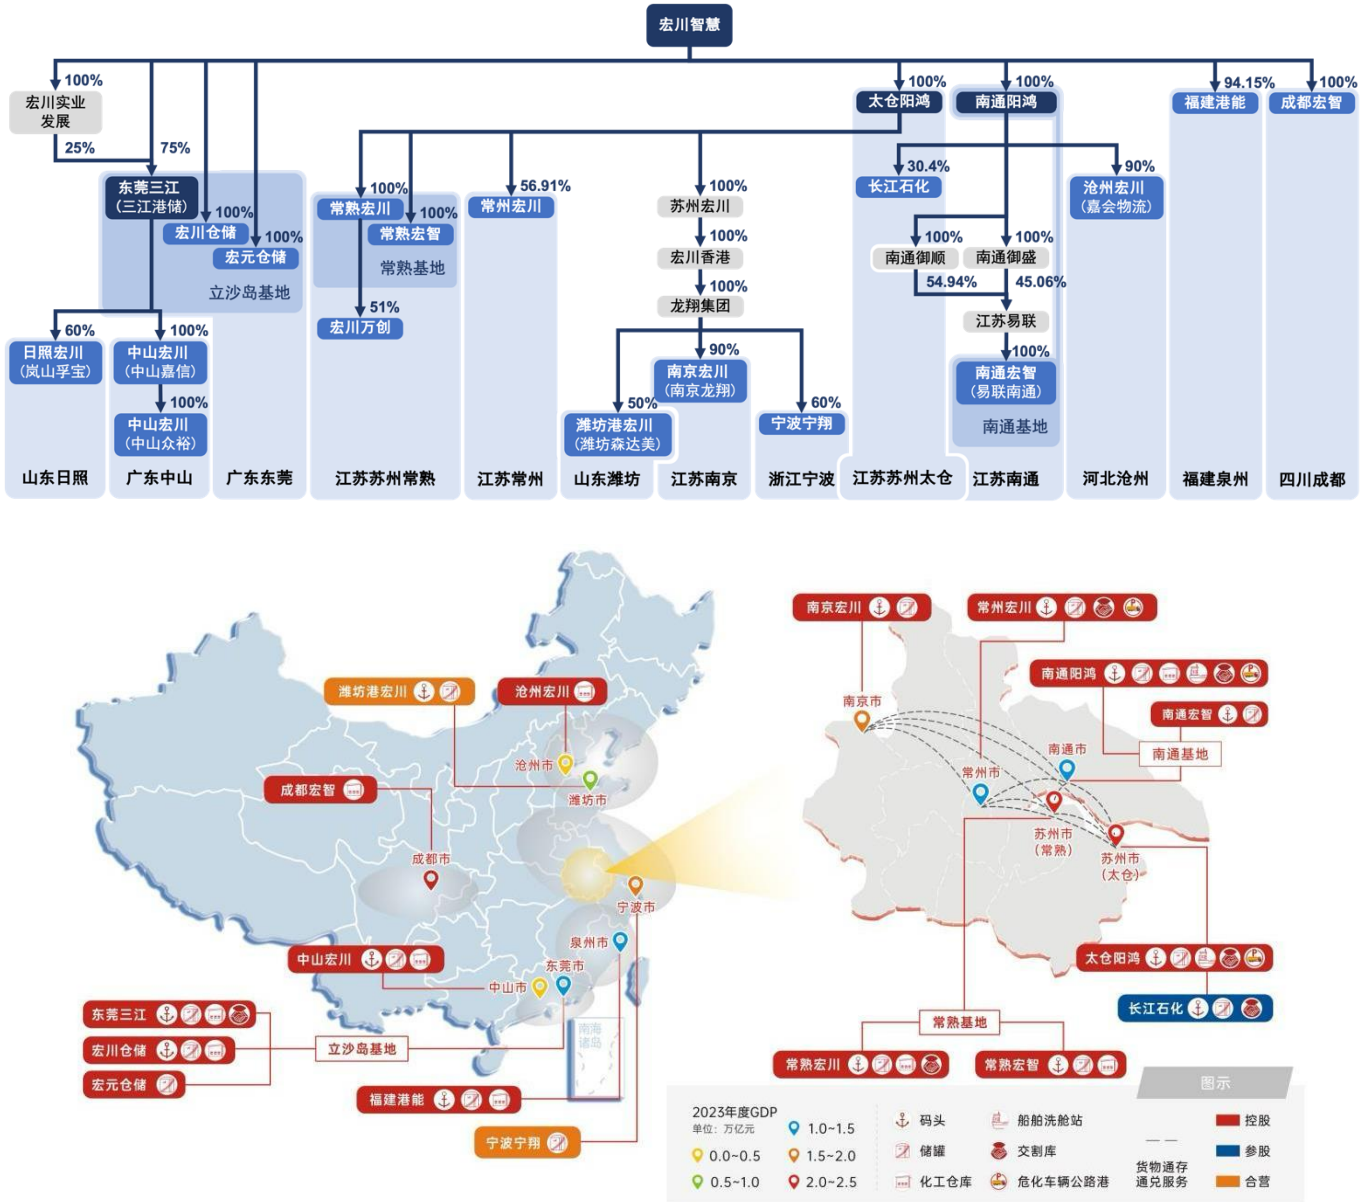 宏川智慧
100%
宏川实业
发展
25%
75%
东莞三江
(三江港储)
100%
宏川仓储
100%
宏元仓储
立沙岛基地
60%
日照宏川
(岚山孚宝)
100%
中山宏川
(中山嘉信)
100%
中山宏川
(中山众裕)
100%
太仓阳鸿
100%
常熟宏川
100%
常熟宏智
常熟基地
51%
宏川万创
56.91%
常州宏川
100%
苏州宏川
100%
宏川香港
100%
龙翔集团
50%
潍坊港宏川
(潍坊森达美)
90%
南京宏川
(南京龙翔)
60%
宁波宁翔
100%
南通阳鸿
30.4%
长江石化
90%
沧州宏川
(嘉会物流)
100%
南通御顺
100%
南通御盛
54.94%
45.06%
江苏易联
100%
南通宏智
(易联南通)
南通基地
94.15%
福建港能
100%
成都宏智
山东日照
广东中山
广东东莞
江苏苏州常熟
江苏常州
山东潍坊
江苏南京
浙江宁波
江苏苏州太仓
江苏南通
河北沧州
福建泉州
四川成都
潍坊港宏川
沧州宏川
沧州市
潍坊市
成都宏智
成都市
宁波市
泉州市
东莞市
中山市
中山宏川
东莞三江
宏川仓储
宏元仓储
立沙岛基地
福建港能
宁波宁翔
南海
诸岛
南京宏川
常州宏川
南通阳鸿
南通宏智
南通基地
南京市
南通市
常州市
苏州市
(常熟)
苏州市
(太仓)
太仓阳鸿
长江石化
常熟基地
常熟宏川
常熟宏智
图示
2023年度GDP
单位：万亿元
0.0~0.5
0.5~1.0
1.0~1.5
1.5~2.0
2.0~2.5
码头
储罐
化工仓库
船舶洗舱站
交割库
危化车辆公路港
货物通存
通兑服务
控股
参股
合营